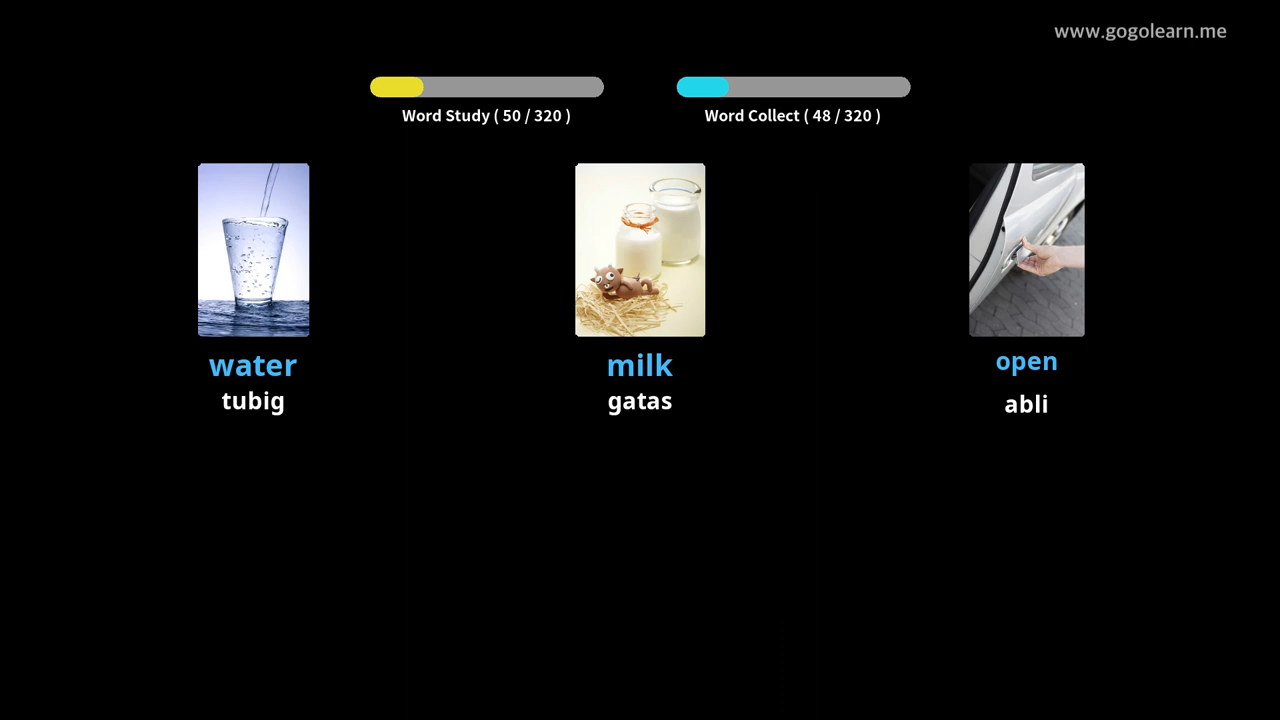 www.gogolearn.me
Word Study ( 50 / 320 )
Word Collect ( 48 / 320 )
water
tubig
milk
gatas
open
abli